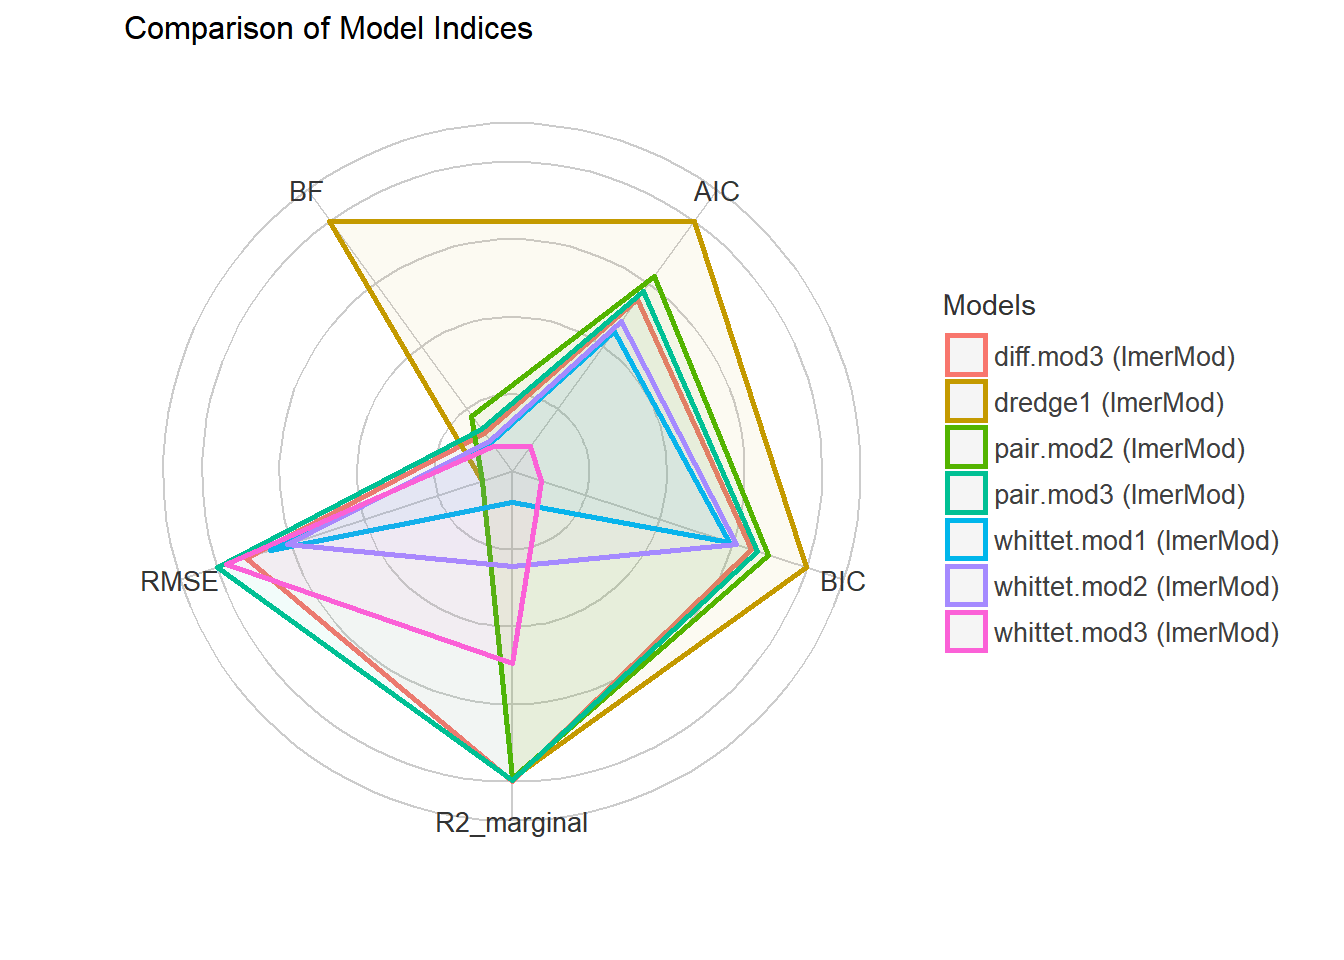 Comparison of Model Indices
BF
AIC
RMSE
BIC
R2_marginal
Models
diff.mod3 (lmerMod)
dredge1 (lmerMod)
pair.mod2 (lmerMod)
pair.mod3 (lmerMod)
whittet.mod1 (lmerMod)
whittet.mod2 (lmerMod)
whittet.mod3 (lmerMod)